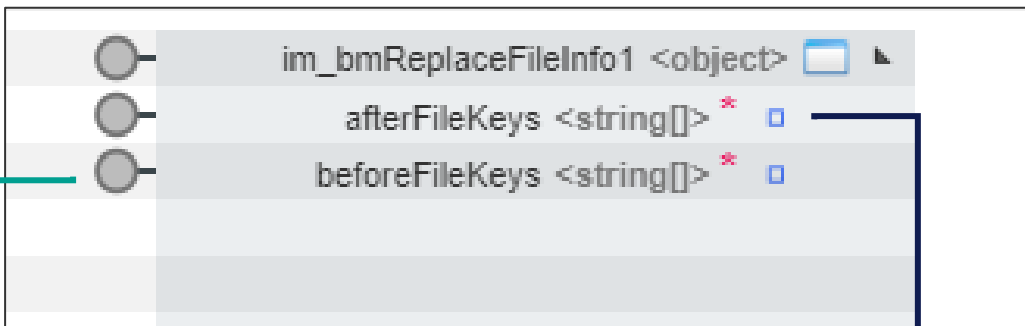 im_bmReplaceFileInfo1 <object>
afterFileKeys <string[]> *
beforeFileKeys <string[]> *